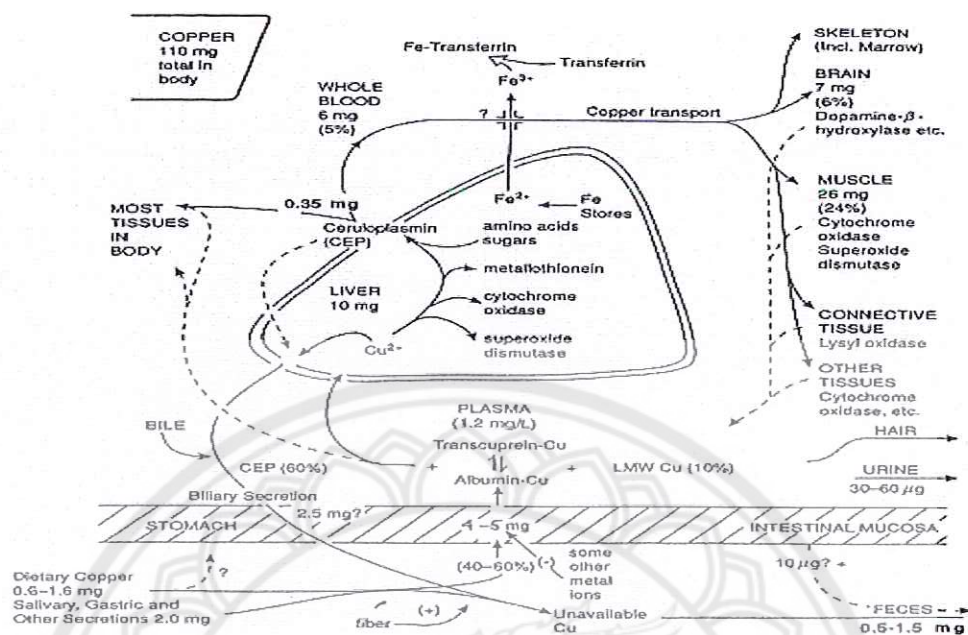 COPPER
110 mg
total in
body
Fe-Transferrin
Transferrin
Fe3+
WHOLE
BLOOD
6 mg
(5%)
?
Copper transport
SKELETON
(Incl. Marrow)
BRAIN
7 mg
(6%)
Dopamine-β-
hydroxylase etc.
MUSCLE
26 mg
(24%)
Cytochrome
oxidase
Superoxide
dismutase
CONNECTIVE
TISSUE
Lysyl oxidase
OTHER
TISSUES
Cytochrome
oxidase, etc.
MOST
TISSUES
IN
BODY
0.35 mg
Ceruloplasmin
(CEP)
Fe2+
Fe
Stores
amino acids
sugars
metallothionein
LIVER
10 mg
cytochrome
oxidase
Cu2+
superoxide
dismutase
BILE
PLASMA
(1.2 mg/L)
Transcuprein-Cu
CEP (60%)
+
+
LMW Cu (10%)
Albumin-Cu
HAIR
URINE
30-60 μg
Biliary Secretion
2.5 mg?
STOMACH
4-5 mg
INTESTINAL MUCOSA
Dietary Copper
0.6-1.6 mg
Salivary, Gastric and
Other Secretions 2.0 mg
?
(40-60%)
(-)
some
other
metal
ions
10 μg? +
fiber
(+)
Unavailable
Cu
FECES
0.5-1.5 mg